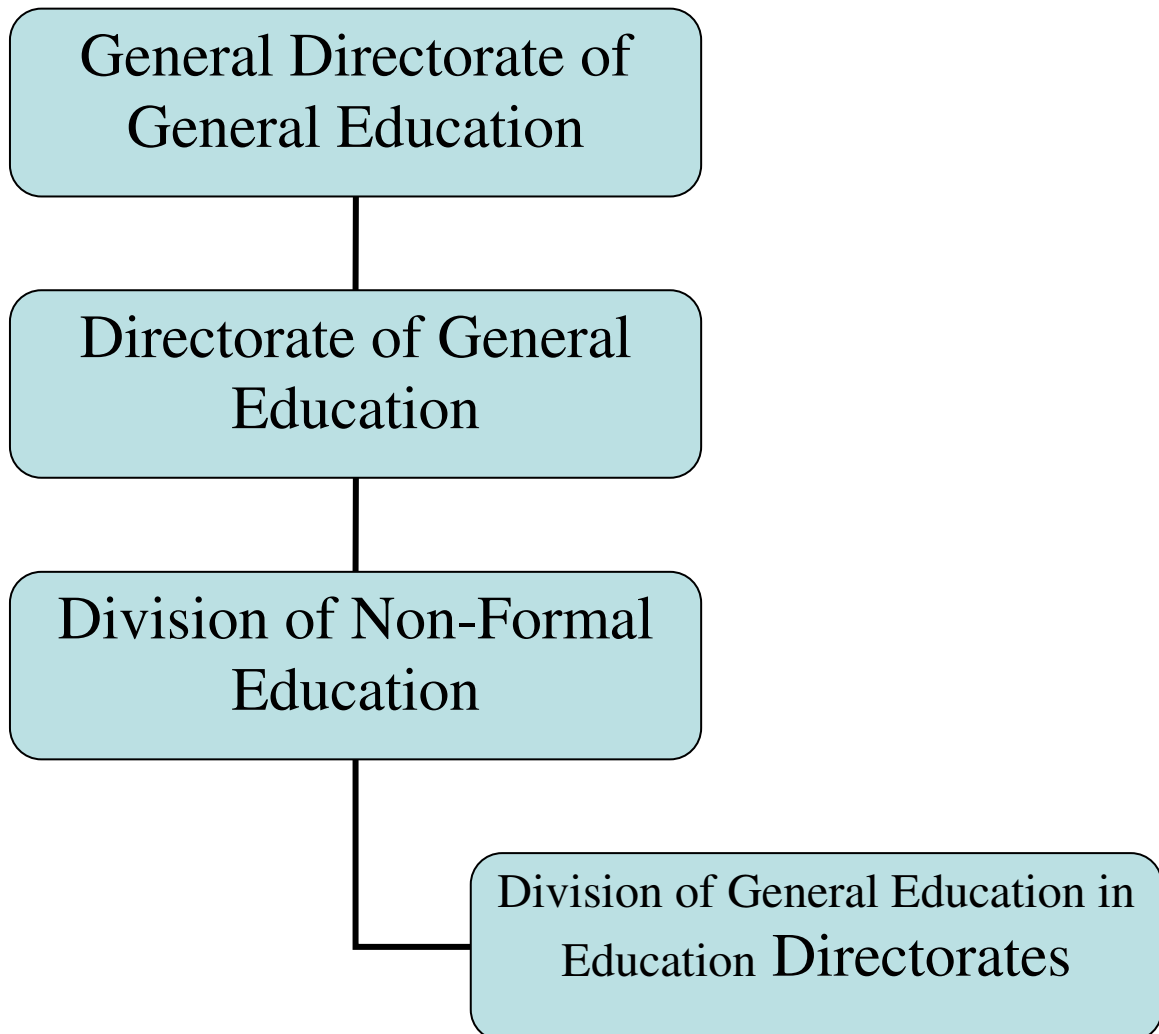 General Directorate of
General Education
Directorate of General
Education
Division of Non-Formal
Education
Division of General Education in
Education Directorates